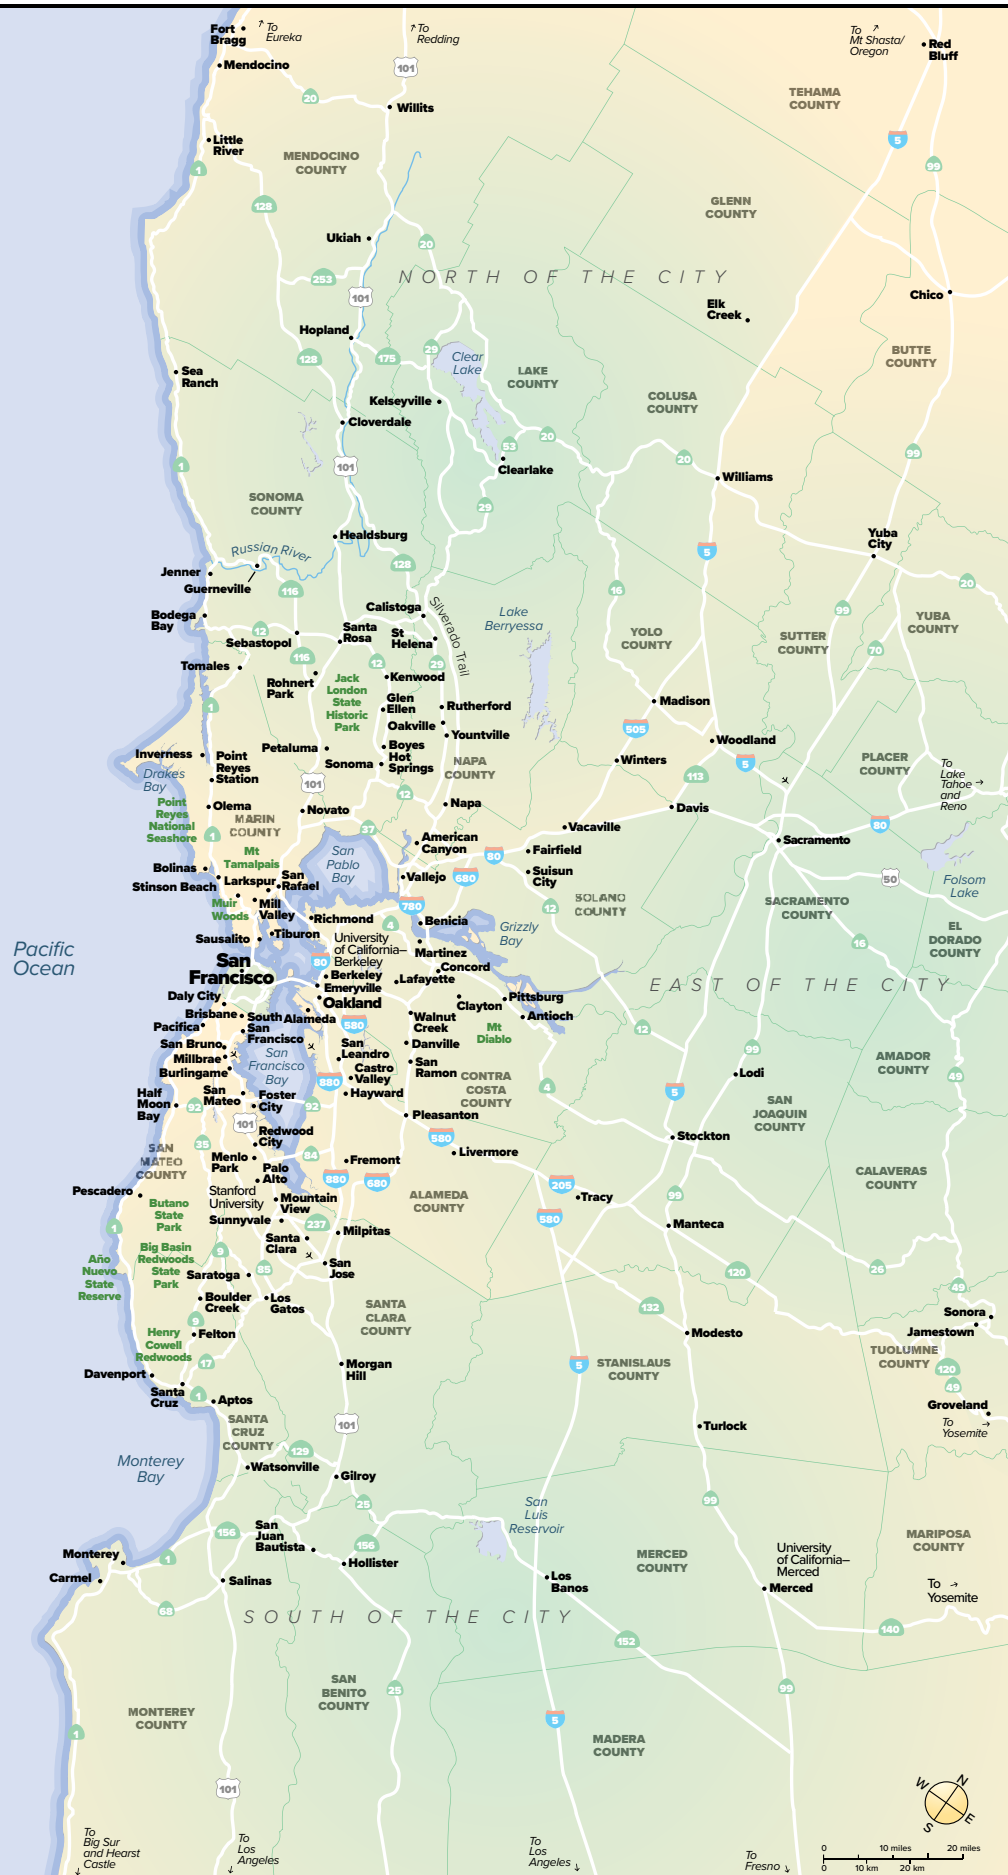 Fort
Bragg
To
Eureka
To
Redding
To
Mt Shasta/
Oregon
Red
Bluff
Mendocino
101
TEHAMA
COUNTY
20
Willits
5
Little
River
MENDOCINO
COUNTY
99
1
128
GLENN
COUNTY
Ukiah
20
253
NORTH OF THE CITY
101
Elk
Creek
Chico
Hopland
128
175
29
Clear
Lake
BUTTE
COUNTY
Sea
Ranch
LAKE
COUNTY
COLUSA
COUNTY
Kelseyville
Cloverdale
53
20
20
99
1
101
Clearlake
Williams
SONOMA
COUNTY
29
Healdsburg
Yuba
City
Russian River
5
Jenner
128
Guerneville
116
16
20
Calistoga
Silverado Trail
Lake
Berryessa
99
Bodega
Bay
12
Sebastopol
Santa
Rosa
St
Helena
YOLO
COUNTY
SUTTER
COUNTY
YUBA
COUNTY
70
Tomales
116
12
29
Rohnert
Park
Jack
London
State
Historic
Park
Kenwood
Glen
Ellen
Rutherford
Madison
1
Oakville
Yountville
505
Woodland
Petaluma
Boyes
Hot
Springs
Sonoma
Inverness
Point
Reyes
Station
Drakes
Bay
NAPA
COUNTY
Winters
5
PLACER
COUNTY
To
Lake
Tahoe
and
Reno
113
101
12
Point
Reyes
National
Seashore
Olema
MARIN
COUNTY
Novato
Napa
Davis
37
1
Vacaville
80
American
Canyon
Fairfield
80
Sacramento
Mt
Tamalpais
San
Pablo
Bay
Bolinas
Larkspur
San
Rafael
Vallejo
680
Suisun
City
50
Folsom
Lake
Stinson Beach
Muir
Woods
Mill
Valley
780
12
SOLANO
COUNTY
SACRAMENTO
COUNTY
Richmond
4
Benicia
Grizzly
Bay
EL
DORADO
COUNTY
Sausalito
Tiburon
University
of California–
Berkeley
Martinez
16
Pacific
Ocean
San
Francisco
80
Berkeley
Concord
Lafayette
EAST OF THE CITY
Emeryville
Daly City
Oakland
Clayton
Pittsburg
Brisbane
South
San
Francisco
Alameda
Walnut
Creek
Antioch
Pacifica
580
Mt
Diablo
12
San Bruno
San
Leandro
Danville
99
Millbrae
San
Francisco
Bay
Castro
Valley
San
Ramon
AMADOR
COUNTY
Burlingame
880
CONTRA
COSTA
COUNTY
Lodi
49
4
5
Half
Moon
Bay
San
Mateo
Foster
City
Hayward
SAN
JOAQUIN
COUNTY
92
92
Pleasanton
101
Redwood
City
580
Stockton
35
SAN
MATEO
COUNTY
Menlo
Park
84
Livermore
Fremont
Palo
Alto
CALAVERAS
COUNTY
880
680
205
Pescadero
Stanford
University
Mountain
View
ALAMEDA
COUNTY
Tracy
99
Butano
State
Park
Sunnyvale
237
580
Manteca
1
Milpitas
Santa
Clara
Big Basin
Redwoods
State
Park
9
Año
Nuevo
State
Reserve
Saratoga
85
San
Jose
120
26
49
Boulder
Creek
Los
Gatos
SANTA
CLARA
COUNTY
132
Sonora
9
Felton
Modesto
Jamestown
Henry
Cowell
Redwoods
17
TUOLUMNE
COUNTY
Morgan
Hill
5
STANISLAUS
COUNTY
120
Davenport
49
Santa
Cruz
1
Aptos
Groveland
SANTA
CRUZ
COUNTY
101
Turlock
To
Yosemite
129
Monterey
Bay
Watsonville
Gilroy
25
San
Luis
Reservoir
99
156
San
Juan
Bautista
156
MARIPOSA
COUNTY
Monterey
1
Hollister
MERCED
COUNTY
University
of California–
Merced
Carmel
Salinas
Los
Banos
Merced
To
Yosemite
68
SOUTH OF THE CITY
140
152
SAN
BENITO
COUNTY
25
99
MONTEREY
COUNTY
5
1
MADERA
COUNTY
101
N
W
E
S
To
Big Sur
and Hearst
Castle
To
Los
Angeles
To
Los
Angeles
To
Fresno
0
10 miles
20 miles
0
10 km
20 km